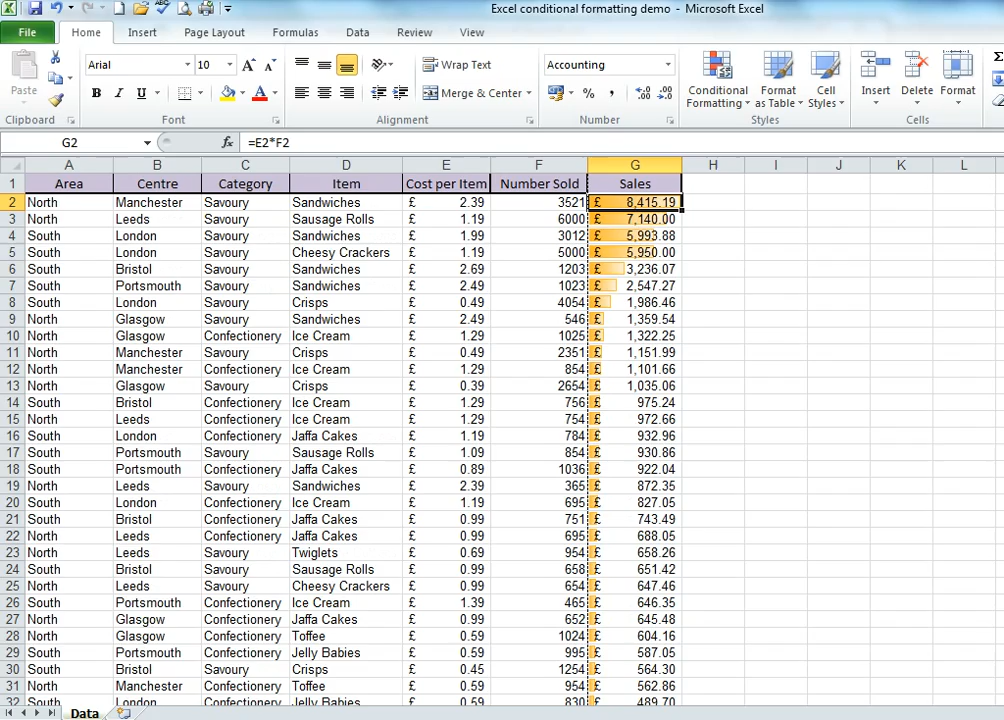 Excel conditional formatting demo - Microsoft Excel
File Home Insert Page Layout Formulas Data Review View
Arial 10 Wrap Text Accounting
Paste B I U Merge & Center % , Conditional Formatting Format as Table Cell Styles Insert Delete Format
Clipboard Font Alignment Number Styles Cells
G2 fx =E2*F2
A B C D E F G H I J K L
1 Area Centre Category Item Cost per Item Number Sold Sales
2 North Manchester Savoury Sandwiches £ 2.39 3521 £ 8,415.19
3 North Leeds Savoury Sausage Rolls £ 1.19 6000 £ 7,140.00
4 South London Savoury Sandwiches £ 1.99 3012 £ 5,993.88
5 South London Savoury Cheesy Crackers £ 1.19 5000 £ 5,950.00
6 South Bristol Savoury Sandwiches £ 2.69 1203 £ 3,236.07
7 South Portsmouth Savoury Sandwiches £ 2.49 1023 £ 2,547.27
8 South London Savoury Crisps £ 0.49 4054 £ 1,986.46
9 North Glasgow Savoury Sandwiches £ 2.49 546 £ 1,359.54
10 North Glasgow Confectionery Ice Cream £ 1.29 1025 £ 1,322.25
11 North Manchester Savoury Crisps £ 0.49 2351 £ 1,151.99
12 North Manchester Confectionery Ice Cream £ 1.29 854 £ 1,101.66
13 North Glasgow Savoury Crisps £ 0.39 2654 £ 1,035.06
14 South Bristol Confectionery Ice Cream £ 1.29 756 £ 975.24
15 North Leeds Confectionery Ice Cream £ 1.29 754 £ 972.66
16 South London Confectionery Jaffa Cakes £ 1.19 784 £ 932.96
17 South Portsmouth Savoury Sausage Rolls £ 1.09 854 £ 930.86
18 South Portsmouth Confectionery Jaffa Cakes £ 0.89 1036 £ 922.04
19 North Leeds Savoury Sandwiches £ 2.39 365 £ 872.35
20 South London Confectionery Ice Cream £ 1.19 695 £ 827.05
21 South Bristol Confectionery Jaffa Cakes £ 0.99 751 £ 743.49
22 North Leeds Confectionery Jaffa Cakes £ 0.99 695 £ 688.05
23 North Leeds Savoury Twiglets £ 0.69 954 £ 658.26
24 South Bristol Savoury Sausage Rolls £ 0.99 658 £ 651.42
25 North Leeds Savoury Cheesy Crackers £ 0.99 654 £ 647.46
26 South Portsmouth Confectionery Ice Cream £ 1.39 465 £ 646.35
27 North Glasgow Confectionery Jaffa Cakes £ 0.99 652 £ 645.48
28 North Glasgow Confectionery Toffee £ 0.59 1024 £ 604.16
29 South Portsmouth Confectionery Jelly Babies £ 0.59 995 £ 587.05
30 South Bristol Savoury Crisps £ 0.45 1254 £ 564.30
31 North Manchester Confectionery Toffee £ 0.59 954 £ 562.86
32 South London Confectionery Jelly Babies £ 0.59 830 £ 489.70
Data